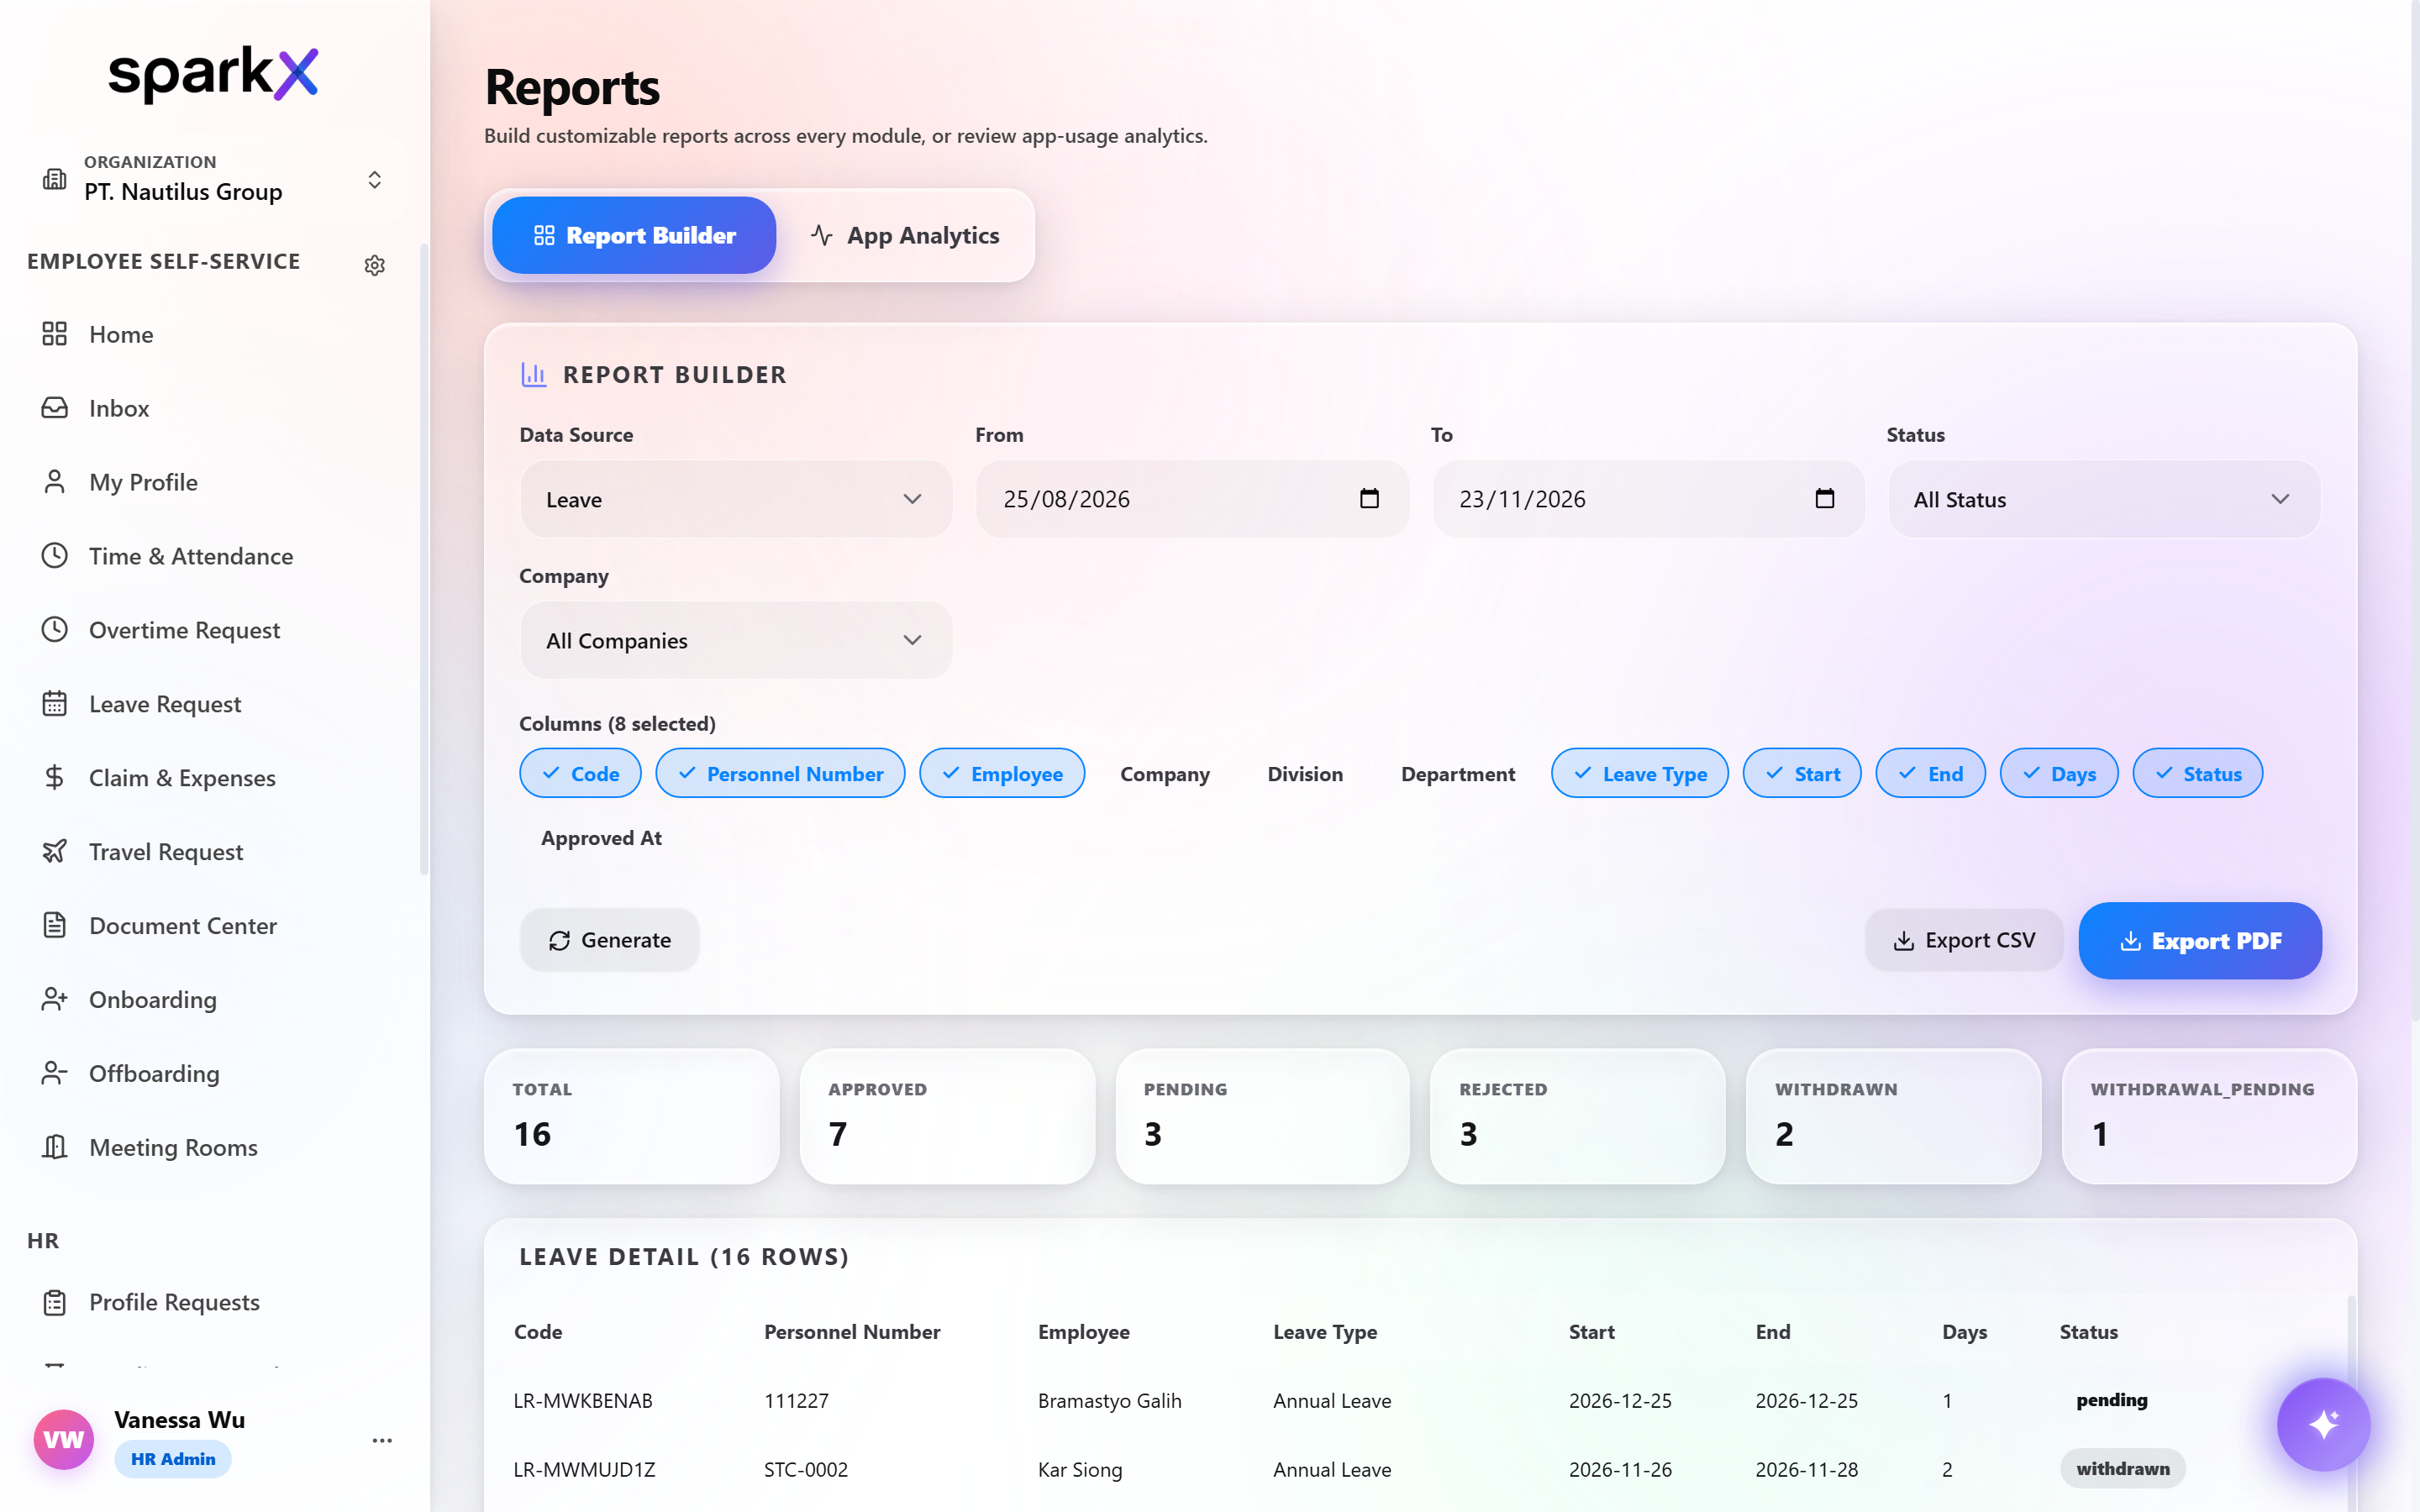 sparkX
ORGANIZATION
PT. Nautilus Group
EMPLOYEE SELF-SERVICE
Home
Inbox
My Profile
Time & Attendance
Overtime Request
Leave Request
Claim & Expenses
Travel Request
Document Center
Onboarding
Offboarding
Meeting Rooms
HR
Profile Requests
VW
Vanessa Wu
HR Admin
Reports
Build customizable reports across every module, or review app-usage analytics.
Report Builder App Analytics
REPORT BUILDER
Data Source From To Status
Leave 25/08/2026 23/11/2026 All Status
Company
All Companies
Columns (8 selected)
Code Personnel Number Employee Company Division Department Leave Type Start End Days Status
Approved At
Generate Export CSV Export PDF
TOTAL APPROVED PENDING REJECTED WITHDRAWN WITHDRAWAL_PENDING
16 7 3 3 2 1
LEAVE DETAIL (16 ROWS)
Code Personnel Number Employee Leave Type Start End Days Status
LR-MWKBENAB 111227 Bramastyo Galih Annual Leave 2026-12-25 2026-12-25 1 pending
LR-MWMUJD1Z STC-0002 Kar Siong Annual Leave 2026-11-26 2026-11-28 2 withdrawn